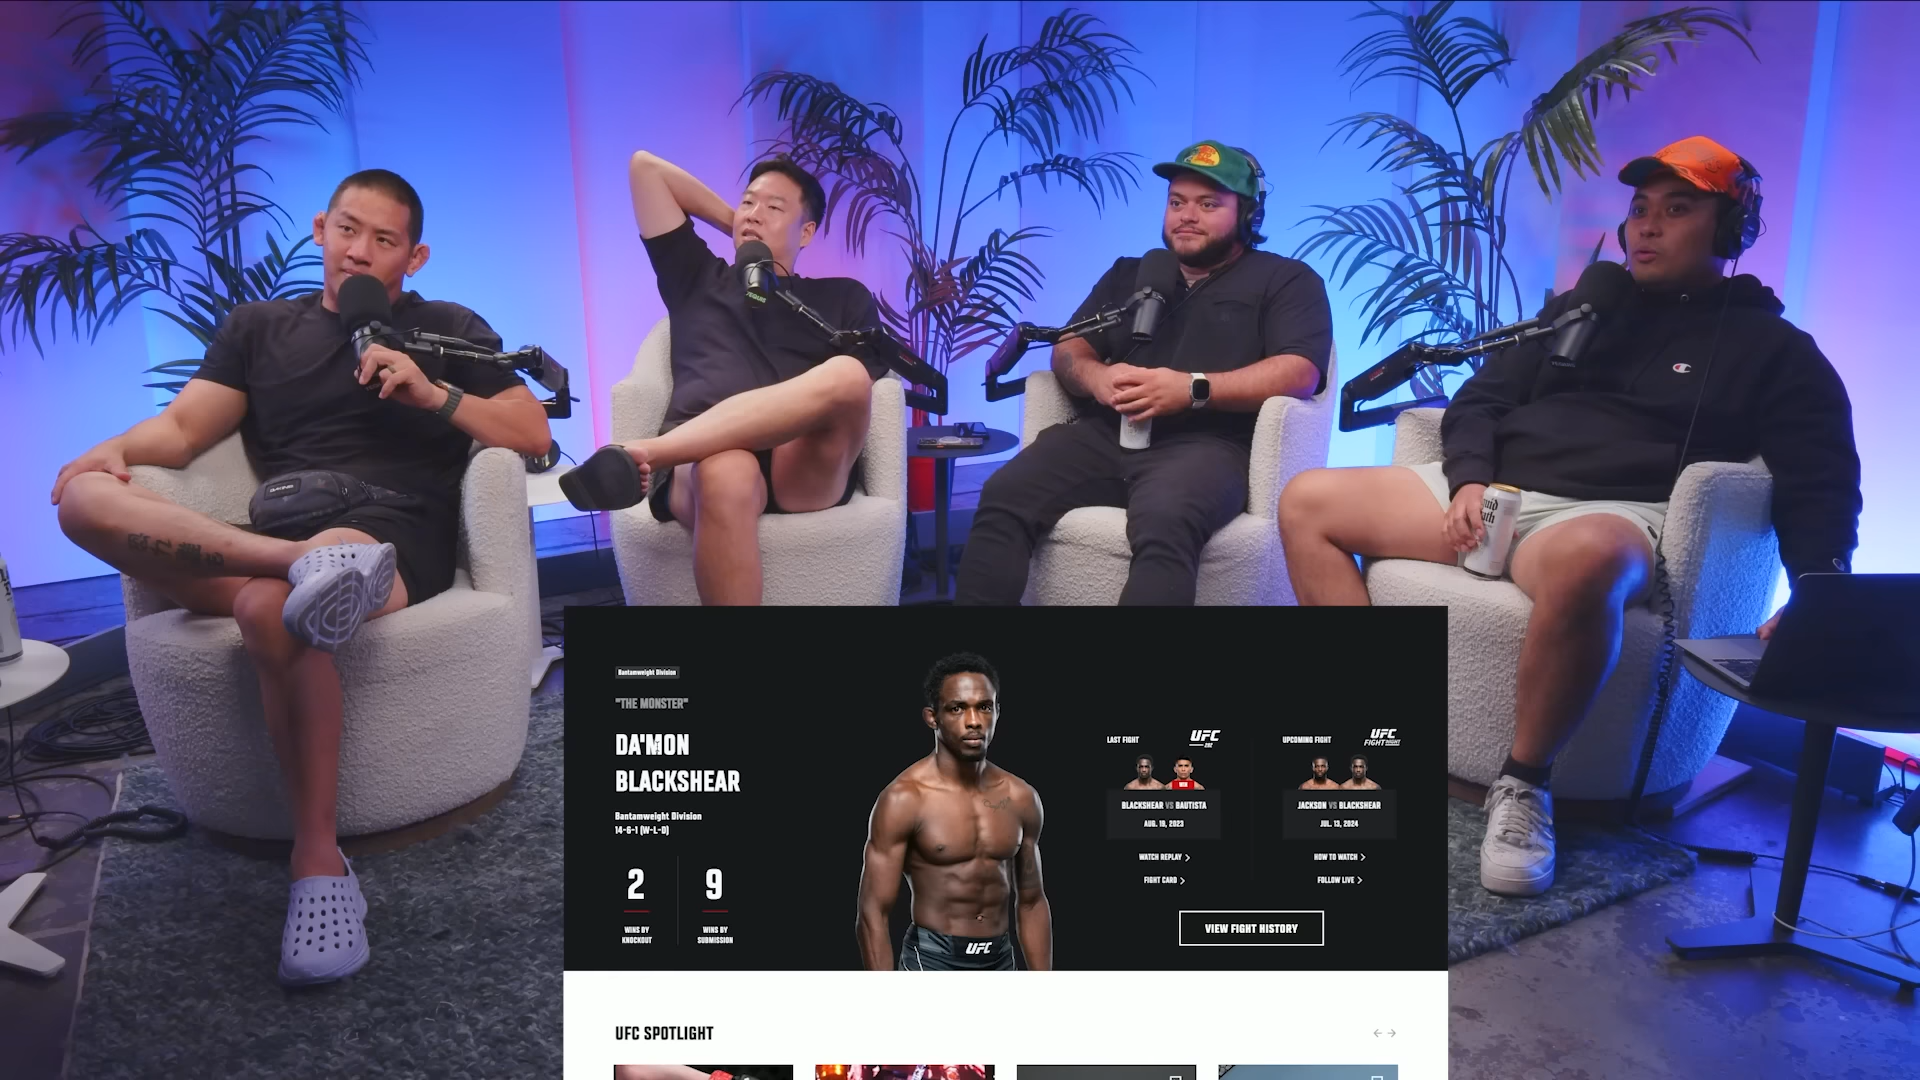 Bantamweight Division
"THE MONSTER"
DA'MON
BLACKSHEAR
Bantamweight Division
14-6-1 (W-L-D)
2
WINS BY
KNOCKOUT
9
WINS BY
SUBMISSION
UFC
LAST FIGHT
UFC
292
BLACKSHEAR VS BAUTISTA
AUG. 19, 2023
WATCH REPLAY
FIGHT CARD
UPCOMING FIGHT
UFC
FIGHT NIGHT
JACKSON VS BLACKSHEAR
JUL. 13, 2024
HOW TO WATCH
FOLLOW LIVE
VIEW FIGHT HISTORY
UFC SPOTLIGHT